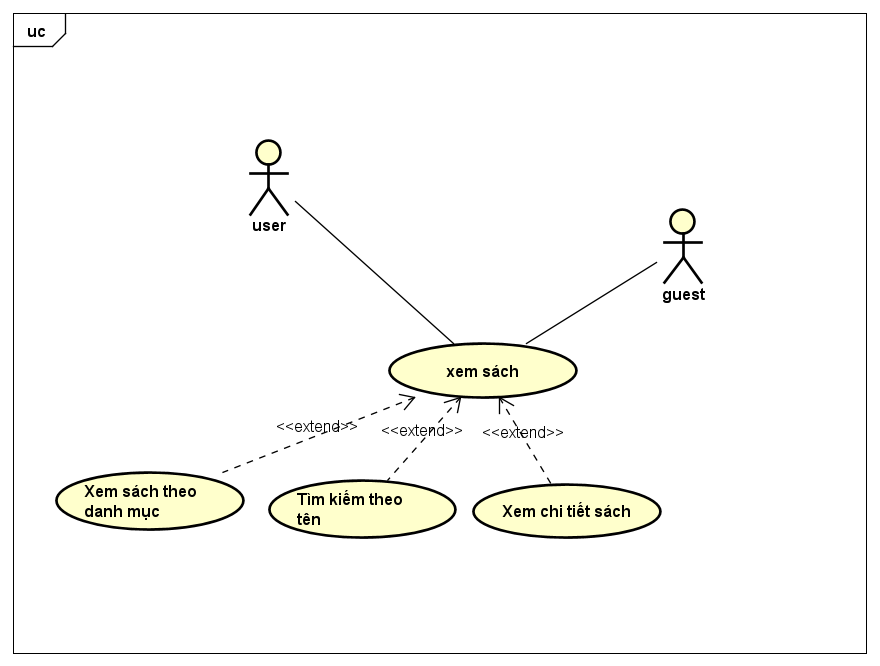 uc
user
guest
xem sách
<<extend>>
<<extend>>
<<extend>>
Xem sách theo
danh mục
Tìm kiếm theo
tên
Xem chi tiết sách